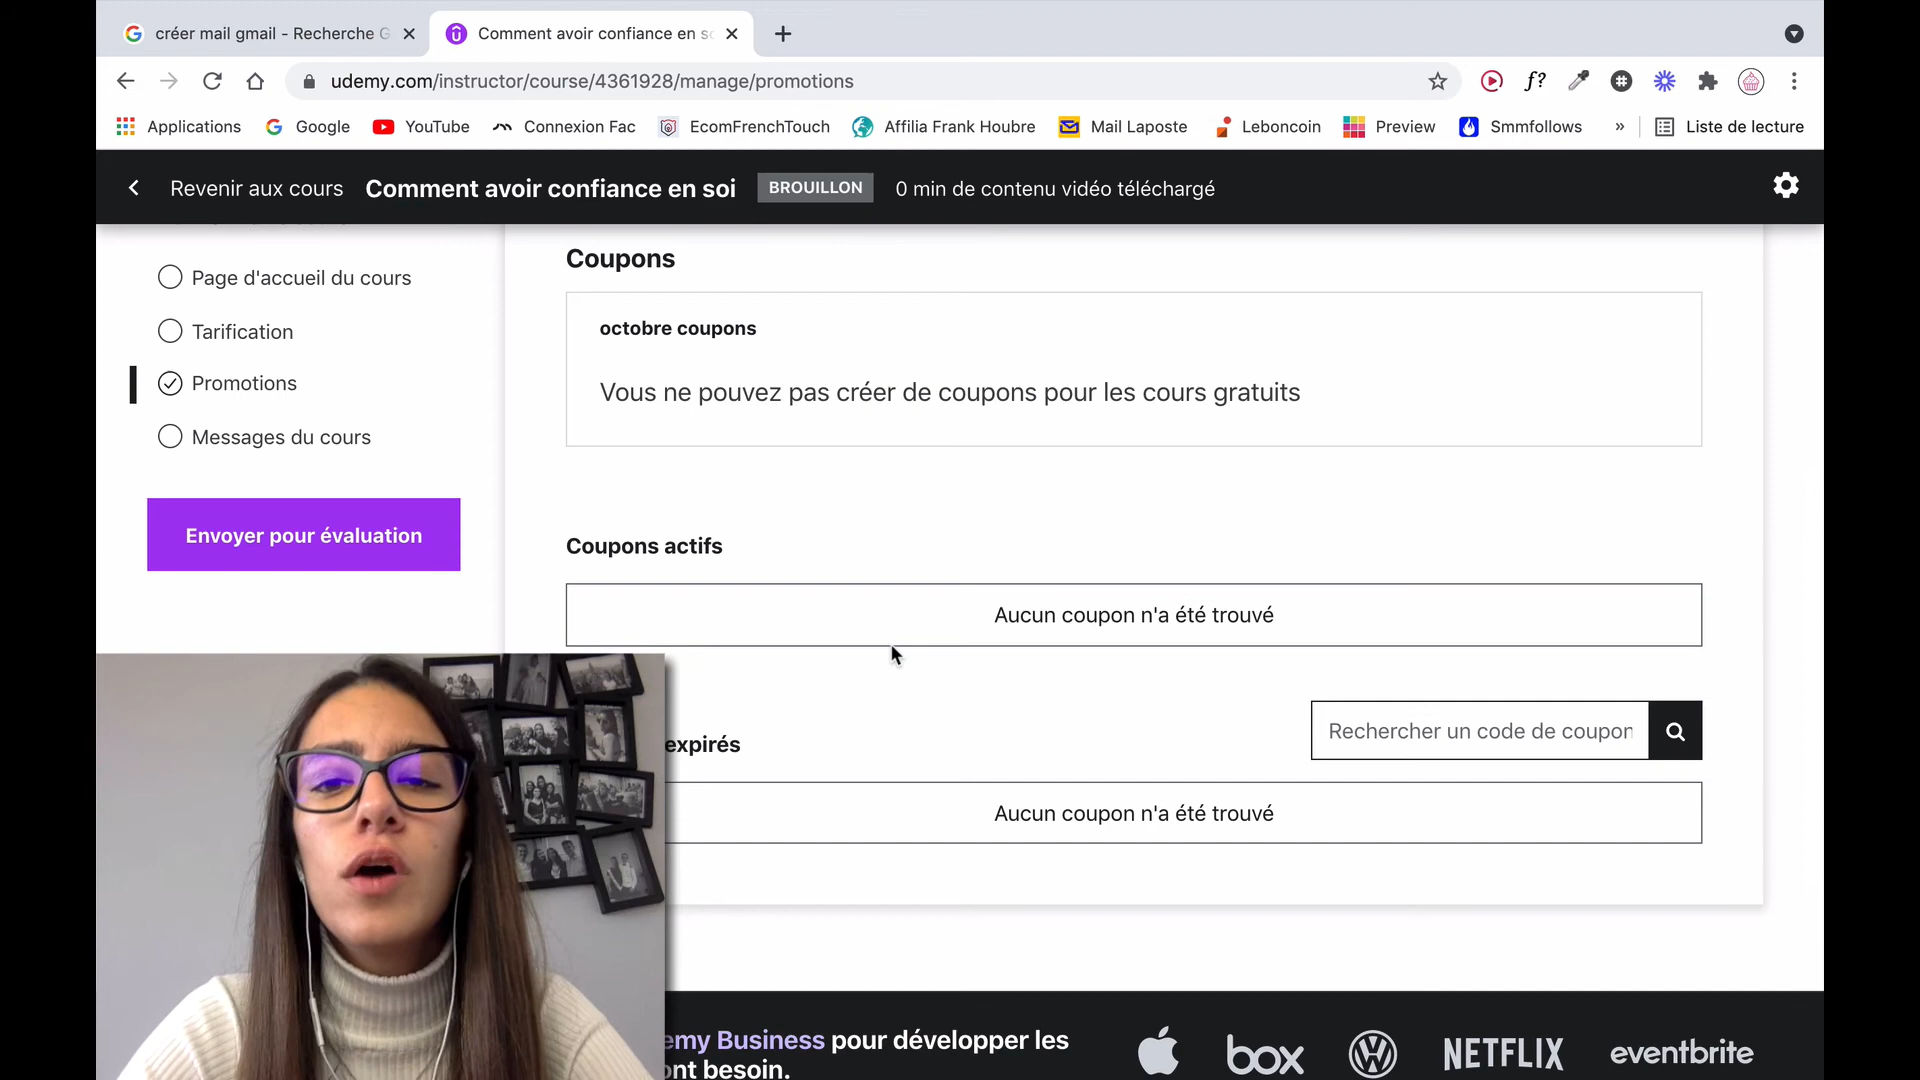 créer mail gmail - Recherche G
Comment avoir confiance en so
udemy.com/instructor/course/4361928/manage/promotions
f?
Applications
Google
YouTube
Connexion Fac
EcomFrenchTouch
Affilia Frank Houbre
Mail Laposte
Leboncoin
Preview
Smmfollows
»
Liste de lecture
Revenir aux cours
Comment avoir confiance en soi
BROUILLON
0 min de contenu vidéo téléchargé
Page d'accueil du cours
Tarification
Promotions
Messages du cours
Envoyer pour évaluation
Coupons
octobre coupons
Vous ne pouvez pas créer de coupons pour les cours gratuits
Coupons actifs
Aucun coupon n'a été trouvé
expirés
Rechercher un code de coupon
Aucun coupon n'a été trouvé
emy Business pour développer les
ont besoin.
box
NETFLIX
eventbrite